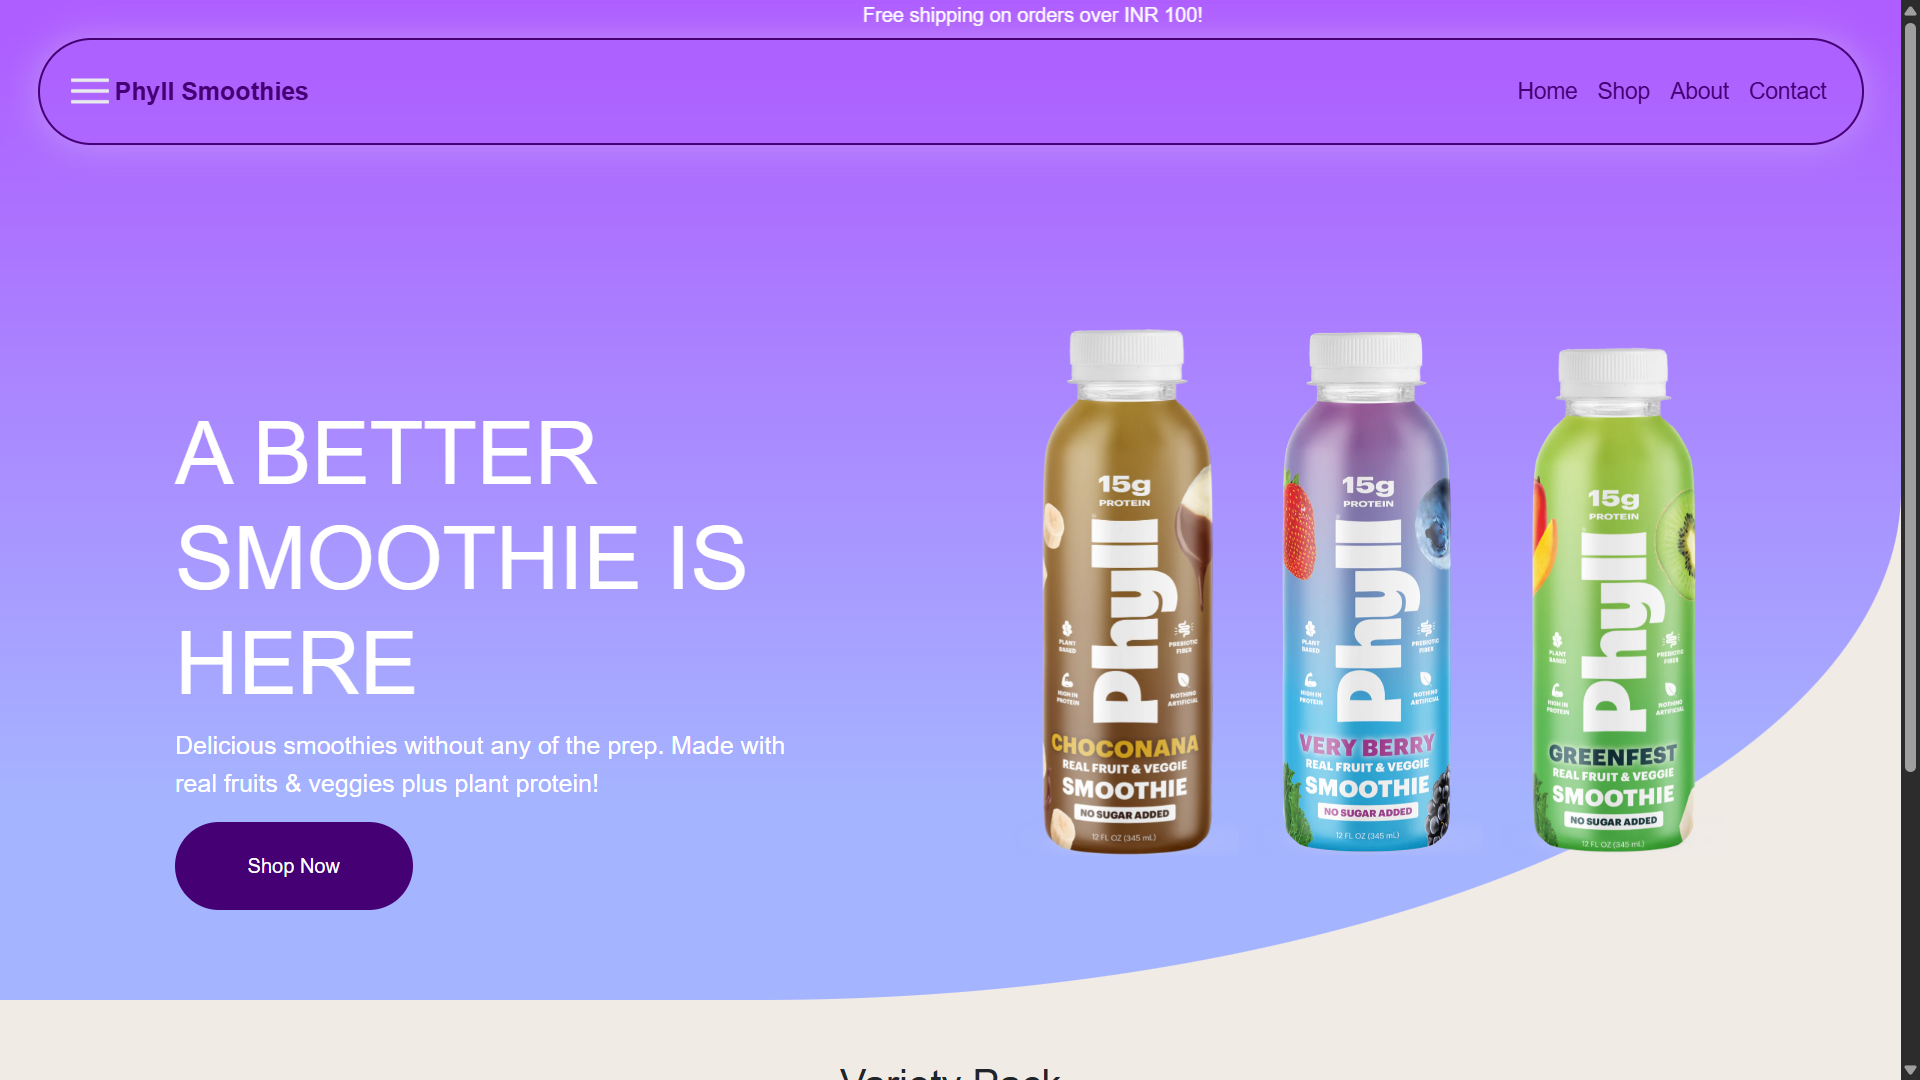 Free shipping on orders over INR 100!
Phyll Smoothies
Home Shop About Contact
A BETTER
SMOOTHIE IS
HERE
Delicious smoothies without any of the prep. Made with
real fruits & veggies plus plant protein!
Shop Now
15g
PROTEIN
Phyll
PLANT
BASED
PREBIOTIC
FIBER
HIGH IN
PROTEIN
NOTHING
ARTIFICIAL
CHOCONANA
REAL FRUIT & VEGGIE
SMOOTHIE
NO SUGAR ADDED
12 FL OZ (345 mL)
15g
PROTEIN
Phyll
PLANT
BASED
PREBIOTIC
FIBER
HIGH IN
PROTEIN
NOTHING
ARTIFICIAL
VERY BERRY
REAL FRUIT & VEGGIE
SMOOTHIE
NO SUGAR ADDED
12 FL OZ (345 mL)
15g
PROTEIN
Phyll
PLANT
BASED
PREBIOTIC
FIBER
HIGH IN
PROTEIN
NOTHING
ARTIFICIAL
GREENFEST
REAL FRUIT & VEGGIE
SMOOTHIE
NO SUGAR ADDED
12 FL OZ (345 mL)
Variety Pack